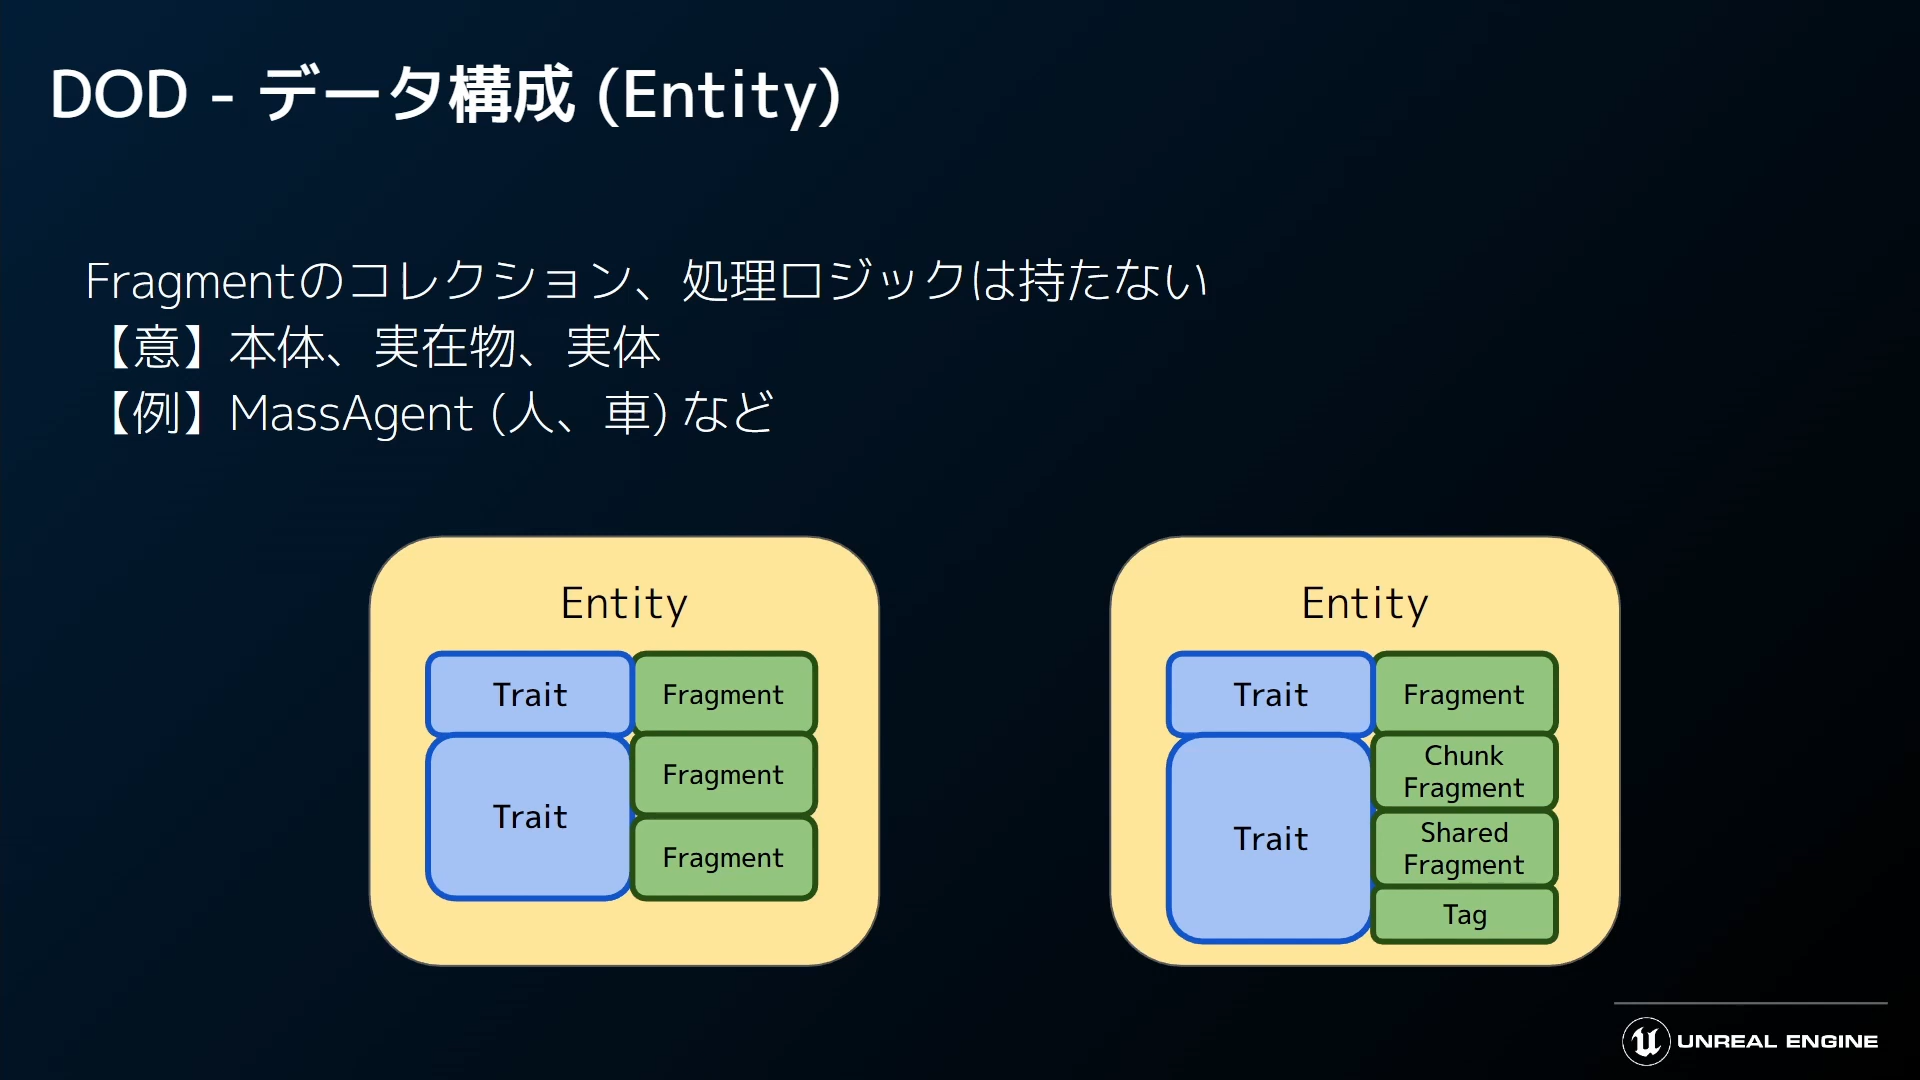 DOD - データ構成 (Entity)
Fragmentのコレクション、処理ロジックは持たない
【意】本体、実在物、実体
【例】MassAgent (人、車) など
Entity
Trait
Fragment
Trait
Fragment
Fragment
Entity
Trait
Fragment
Trait
Chunk
Fragment
Shared
Fragment
Tag
UNREAL ENGINE